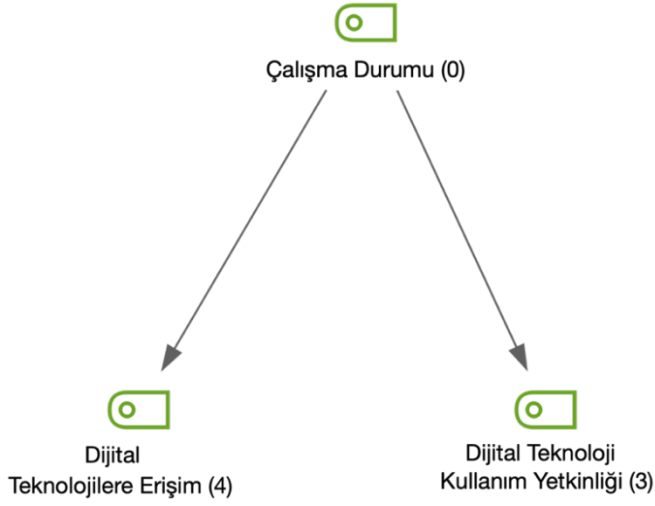 Çalışma Durumu (0)
Dijital
Teknolojilere Erişim (4)
Dijital Teknoloji
Kullanım Yetkinliği (3)